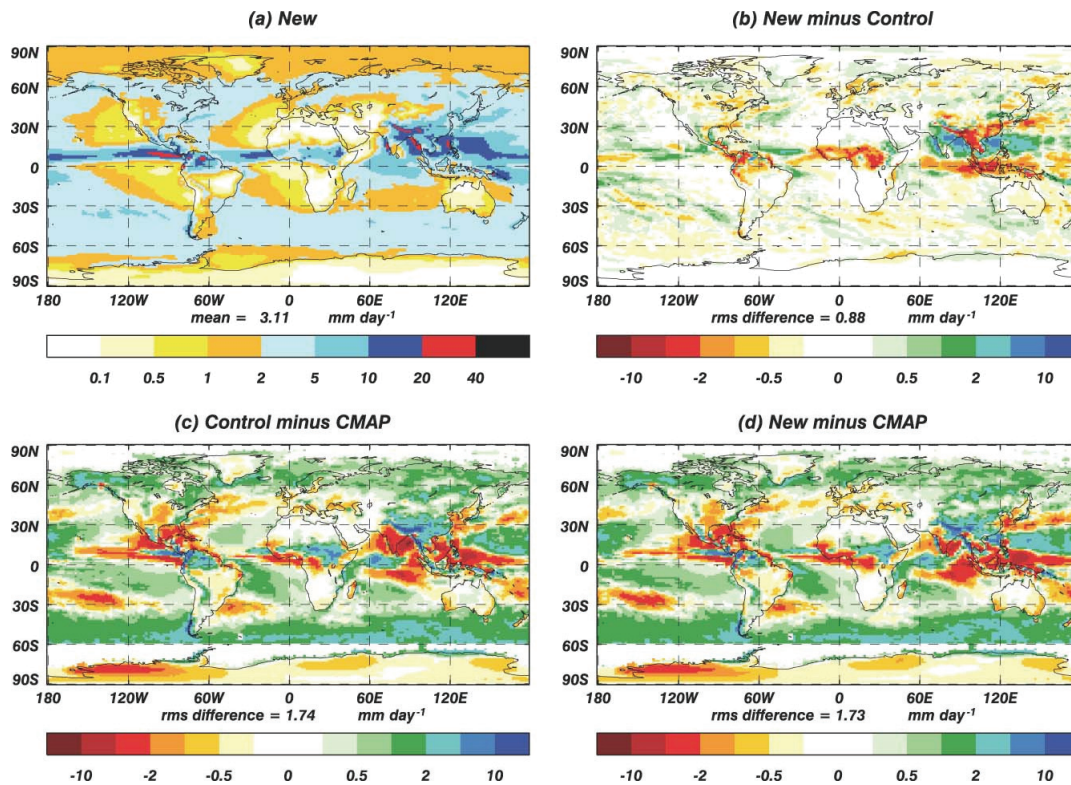 (a) New
(b) New minus Control
90N
60N
30N
0
30S
60S
90S
180 120W 60W 0 60E 120E
mean = 3.11 mm day-1
0.1 0.5 1 2 5 10 20 40
90N
60N
30N
0
30S
60S
90S
180 120W 60W 0 60E 120E
rms difference = 0.88 mm day-1
-10 -2 -0.5 0 0.5 2 10
(c) Control minus CMAP
(d) New minus CMAP
90N
60N
30N
0
30S
60S
90S
180 120W 60W 0 60E 120E
rms difference = 1.74 mm day-1
-10 -2 -0.5 0 0.5 2 10
90N
60N
30N
0
30S
60S
90S
180 120W 60W 0 60E 120E
rms difference = 1.73 mm day-1
-10 -2 -0.5 0 0.5 2 10